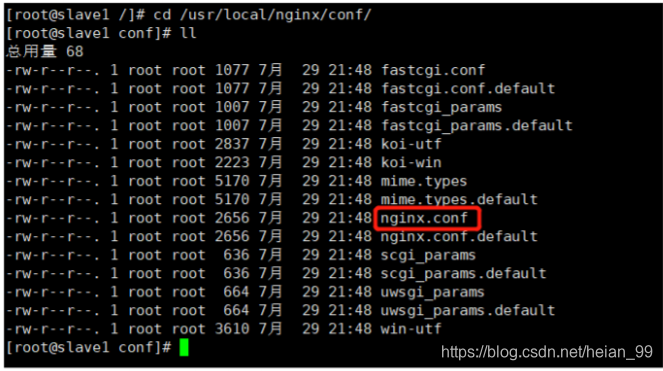 [root@slave1 /]# cd /usr/local/nginx/conf/
[root@slave1 conf]# ll
总用量 68
-rw-r--r--. 1 root root 1077 7月  29 21:48 fastcgi.conf
-rw-r--r--. 1 root root 1077 7月  29 21:48 fastcgi.conf.default
-rw-r--r--. 1 root root 1007 7月  29 21:48 fastcgi_params
-rw-r--r--. 1 root root 1007 7月  29 21:48 fastcgi_params.default
-rw-r--r--. 1 root root 2837 7月  29 21:48 koi-utf
-rw-r--r--. 1 root root 2223 7月  29 21:48 koi-win
-rw-r--r--. 1 root root 5170 7月  29 21:48 mime.types
-rw-r--r--. 1 root root 5170 7月  29 21:48 mime.types.default
-rw-r--r--. 1 root root 2656 7月  29 21:48 nginx.conf
-rw-r--r--. 1 root root 2656 7月  29 21:48 nginx.conf.default
-rw-r--r--. 1 root root  636 7月  29 21:48 scgi_params
-rw-r--r--. 1 root root  636 7月  29 21:48 scgi_params.default
-rw-r--r--. 1 root root  664 7月  29 21:48 uwsgi_params
-rw-r--r--. 1 root root  664 7月  29 21:48 uwsgi_params.default
-rw-r--r--. 1 root root 3610 7月  29 21:48 win-utf
[root@slave1 conf]#
https://blog.csdn.net/heian_99